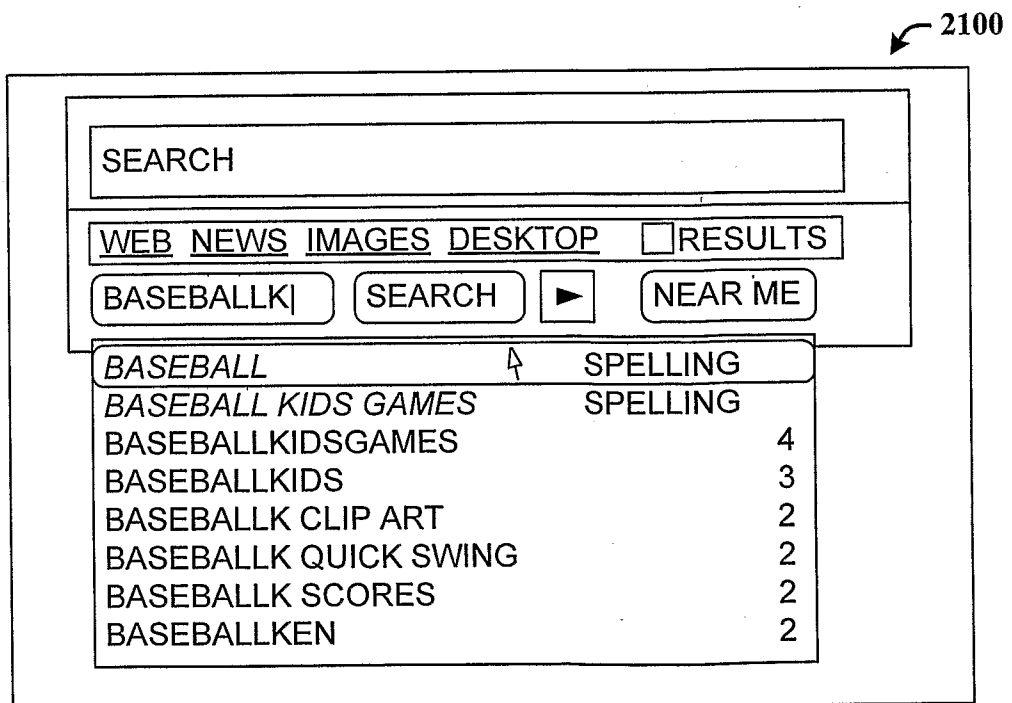 2100
SEARCH
WEB NEWS IMAGES DESKTOP RESULTS
BASEBALLK SEARCH NEAR ME
BASEBALL SPELLING
BASEBALL KIDS GAMES SPELLING
BASEBALLKIDSGAMES 4
BASEBALLKIDS 3
BASEBALLK CLIP ART 2
BASEBALLK QUICK SWING 2
BASEBALLK SCORES 2
BASEBALLKEN 2